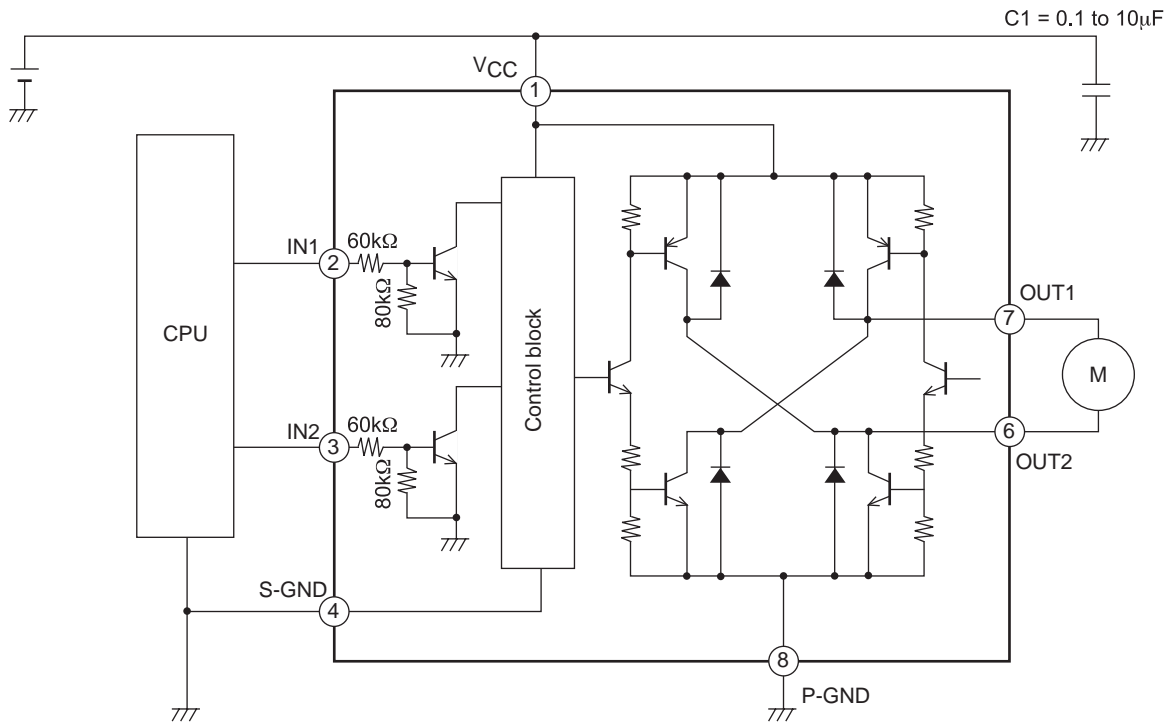 C1 = 0.1 to 10μF
VCC
1
IN1
2
60kΩ
80kΩ
CPU
Control block
OUT1
7
M
IN2
3
60kΩ
80kΩ
6
OUT2
S-GND
4
8
P-GND